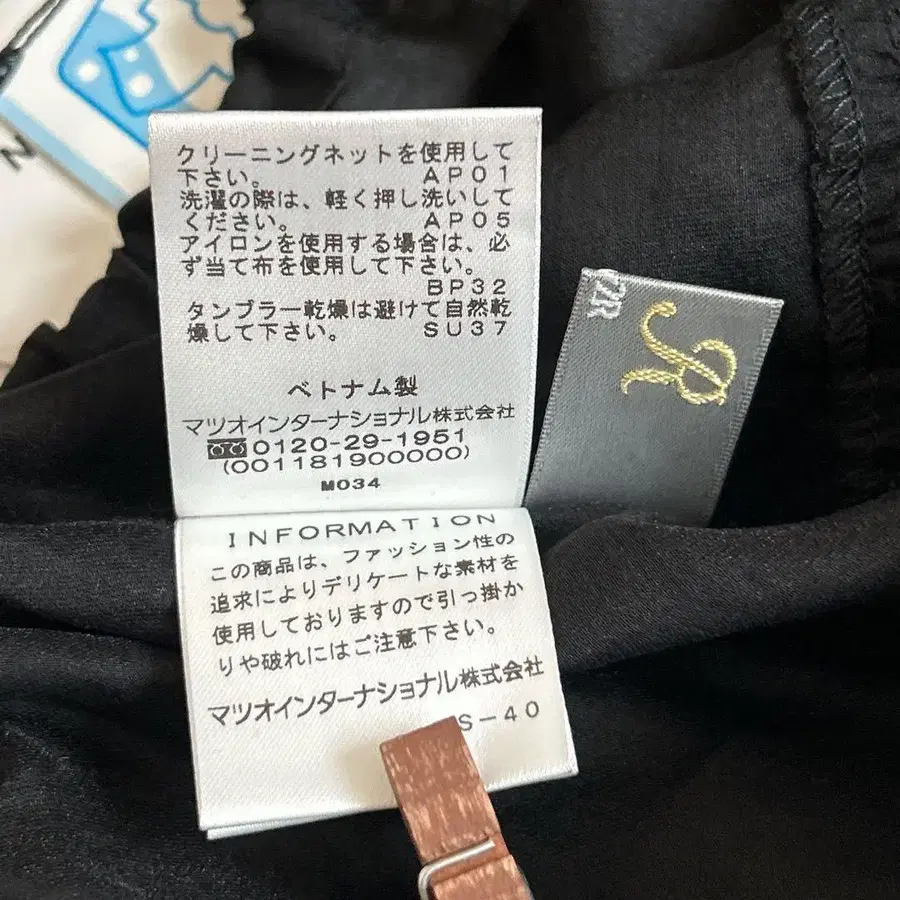 クリーニングネットを使用して
下さい。 AP01
洗濯の際は、軽く押し洗いして
ください。 AP05
アイロンを使用する場合は、必
ず当て布を使用して下さい。
BP32
タンブラー乾燥は避けて自然乾
燥して下さい。 SU37
ベトナム製
マツオインターナショナル株式会社
0120-29-1951
(001181900000)
M034
INFORMATION
この商品は、ファッション性の
追求によりデリケートな素材を
使用しておりますので引っ掛か
りや破れにはご注意下さい。
マツオインターナショナル株式会社
S-40
R
N